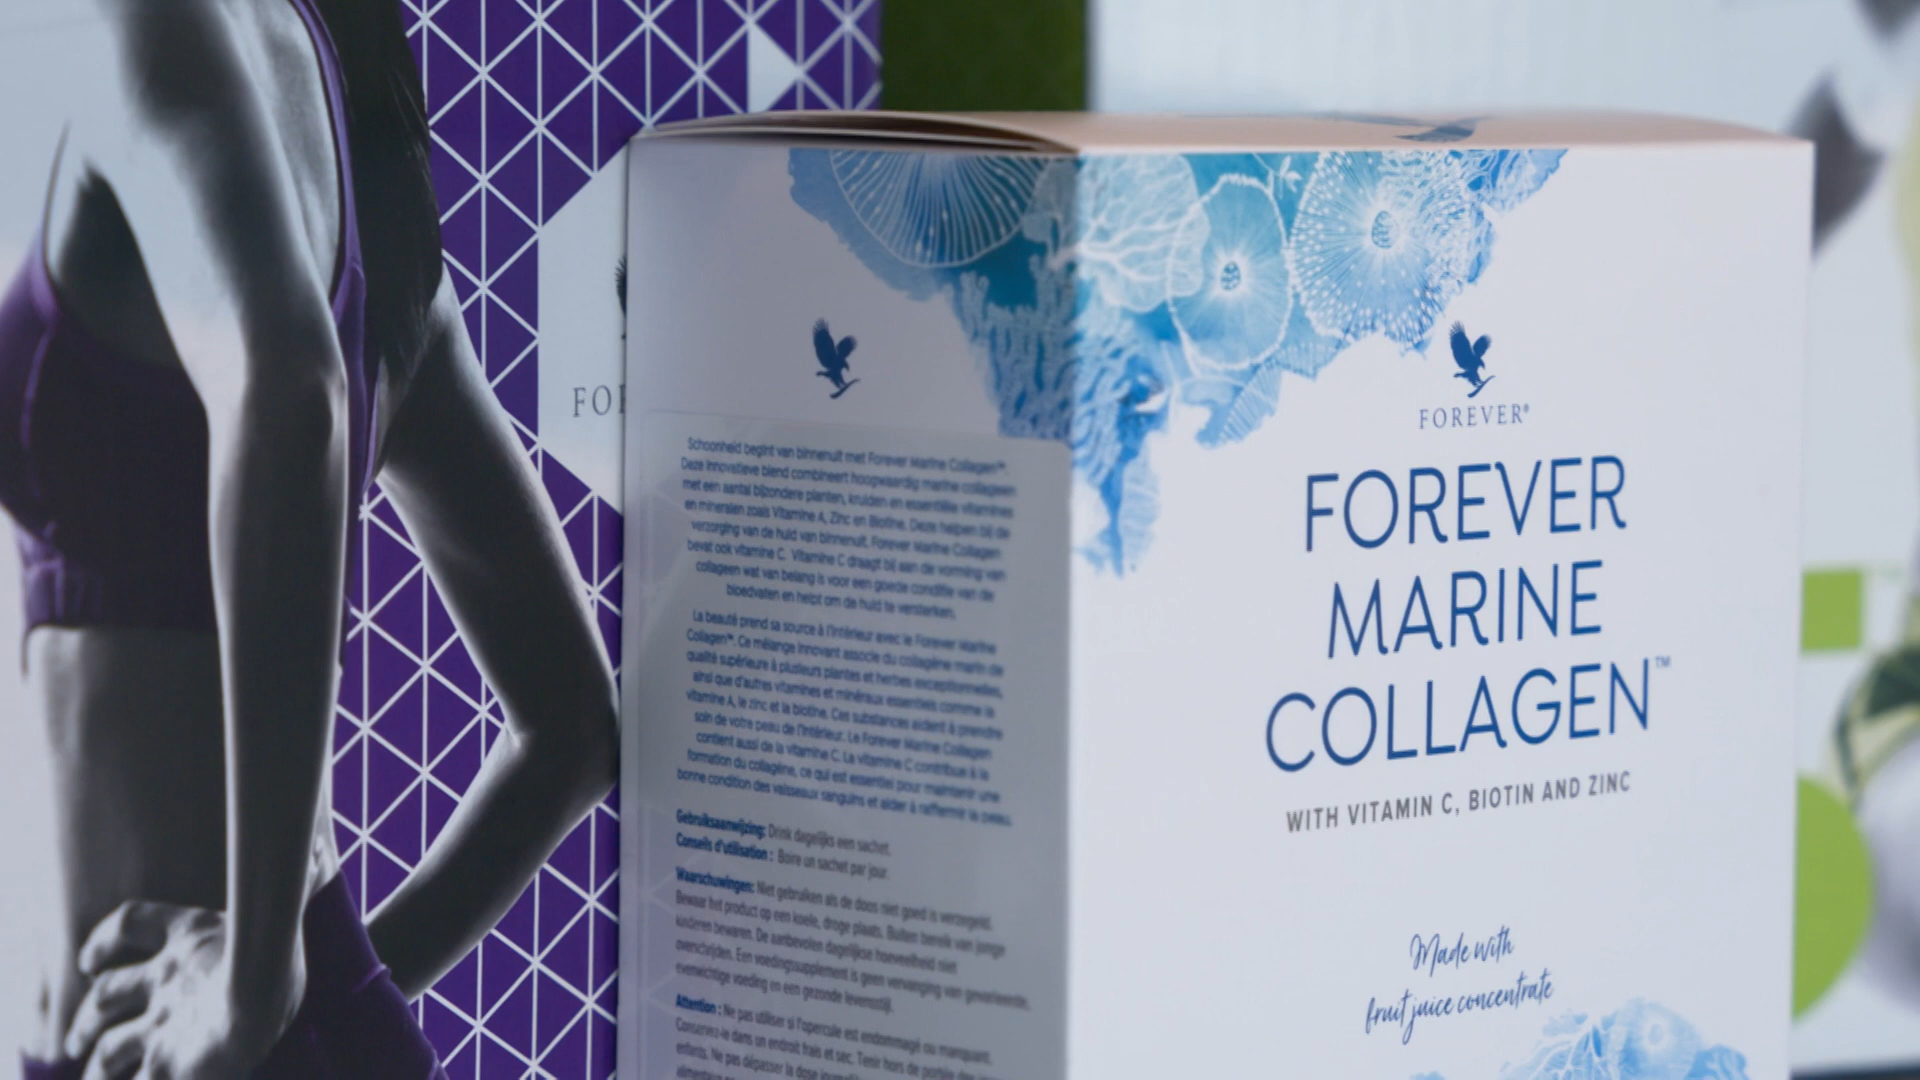 FOR
Schoonheid begint van binnenuit met Forever Marine Collagen™.
Deze innovatieve blend combineert hoogwaardig marine collageen
met een aantal bijzondere planten, kruiden en essentiële vitamines
en mineralen zoals Vitamine A, Zinc en Biotine. Deze helpen bij de
verzorging van de huid van binnenuit. Forever Marine Collagen
bevat ook vitamine C. Vitamine C draagt bij aan de vorming van
collageen wat van belang is voor een goede conditie van de
bloedvaten en helpt om de huid te versterken.
La beauté prend sa source à l'intérieur avec le Forever Marine
Collagen™. Ce mélange innovant associe du collagène marin de
qualité supérieure à plusieurs plantes et herbes exceptionnelles,
ainsi que d'autres vitamines et minéraux essentiels comme la
vitamine A, le zinc et la biotine. Ces substances aident à prendre
soin de votre peau de l'intérieur. Le Forever Marine Collagen
contient aussi de la vitamine C. La vitamine C contribue à la
formation du collagène, ce qui est essentiel pour maintenir une
bonne condition des vaisseaux sanguins et aider à raffermir la peau.
Gebruiksaanwijzing: Drink dagelijks een sachet.
Conseils d'utilisation : Boire un sachet par jour.
Waarschuwingen: Niet gebruiken als de doos niet goed is verzegeld.
Bewaar het product op een koele, droge plaats. Buiten bereik van jonge
kinderen bewaren. De aanbevolen dagelijkse hoeveelheid niet
overschrijden. Een voedingssupplement is geen vervanging van gevarieerde,
evenwichtige voeding en een gezonde levensstijl.
Attention : Ne pas utiliser si l'opercule est endommagé ou manquant.
Conservez-le dans un endroit frais et sec. Tenir hors de portée des
enfants. Ne pas dépasser la dose
FOREVER®
FOREVER
MARINE
COLLAGEN™
WITH VITAMIN C, BIOTIN AND ZINC
Made with
fruit juice concentrate